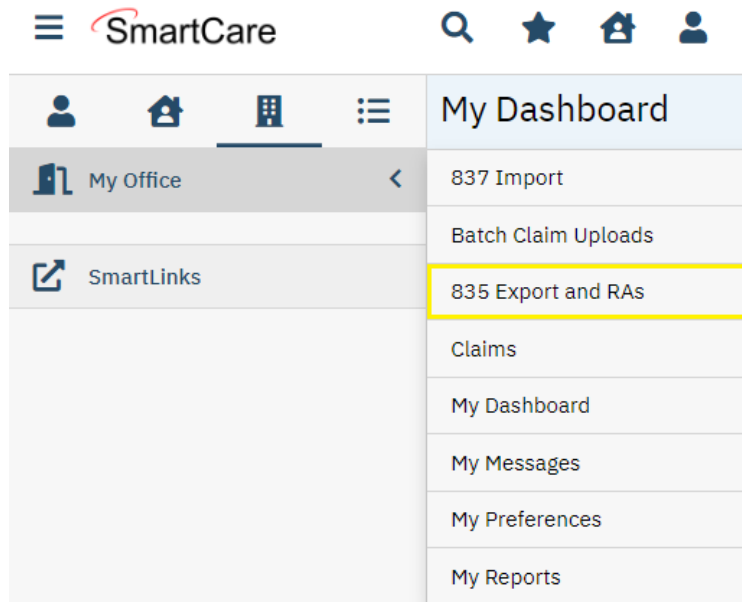 SmartCare
My Office
SmartLinks
My Dashboard
837 Import
Batch Claim Uploads
835 Export and RAs
Claims
My Dashboard
My Messages
My Preferences
My Reports